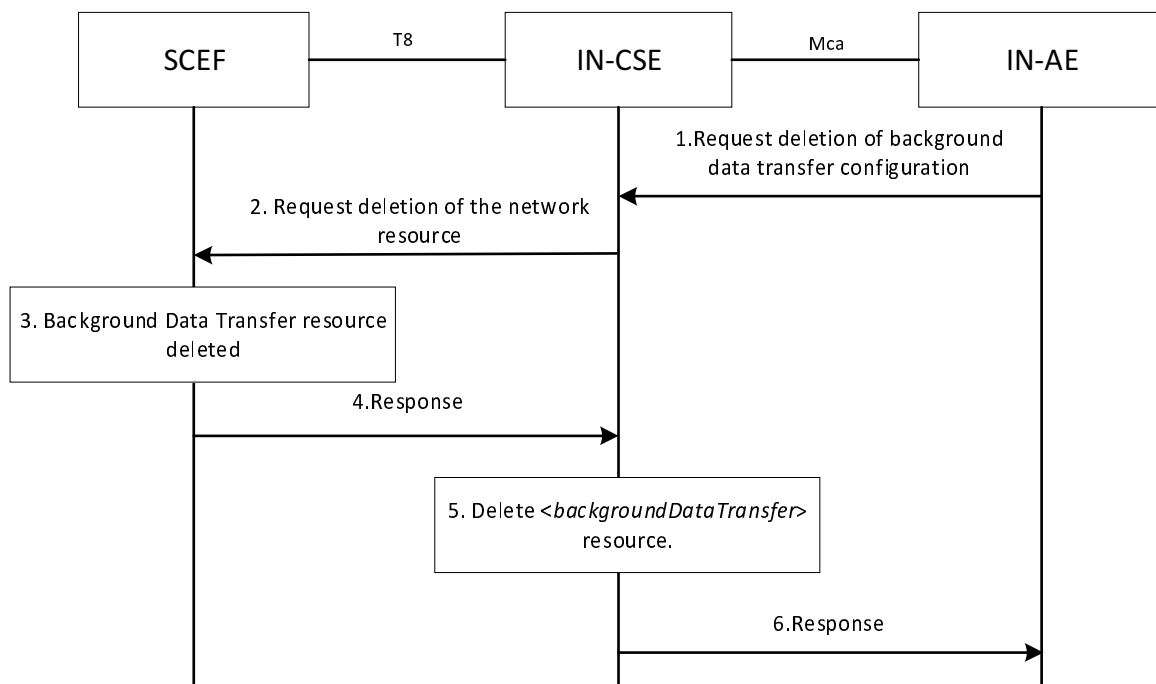 SCEF
T8
IN-CSE
Mca
IN-AE
1.Request deletion of background
data transfer configuration
2. Request deletion of the network
resource
3. Background Data Transfer resource
deleted
4.Response
5. Delete <backgroundDataTransfer>
resource.
6.Response